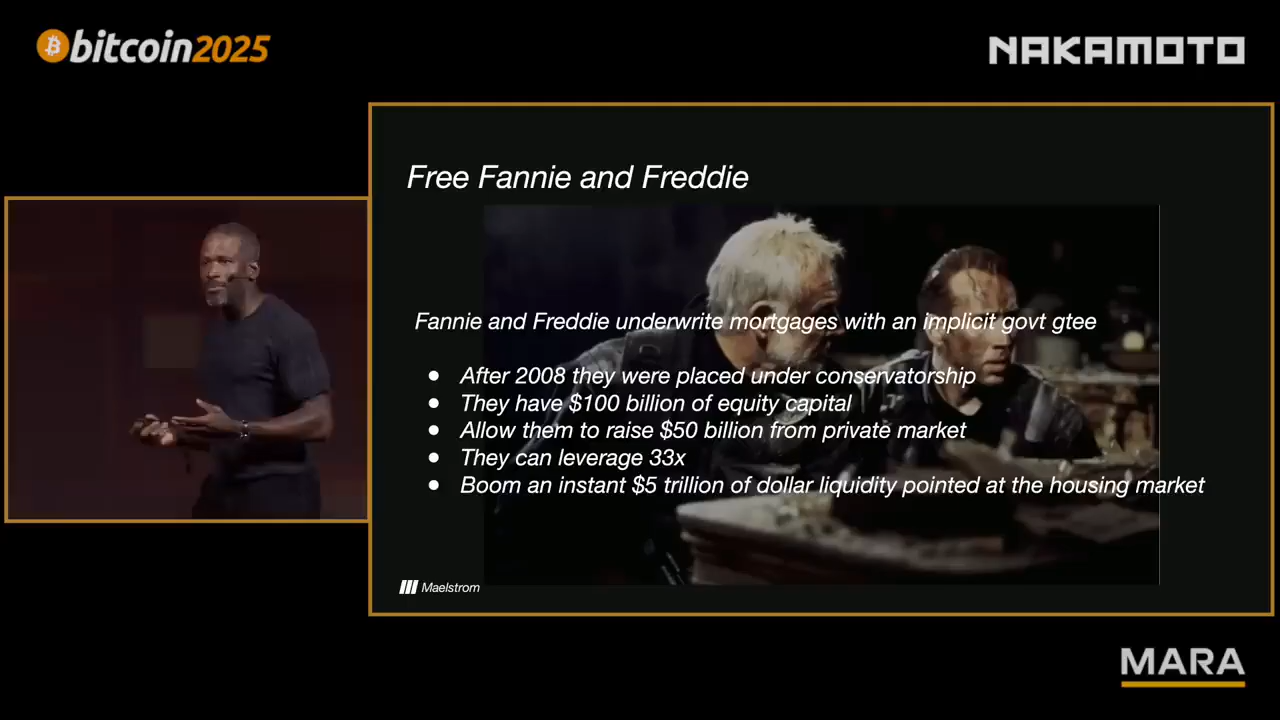 bitcoin2025
NAKAMOTO
Free Fannie and Freddie
Fannie and Freddie underwrite mortgages with an implicit govt gtee
● After 2008 they were placed under conservatorship
● They have $100 billion of equity capital
● Allow them to raise $50 billion from private market
● They can leverage 33x
● Boom an instant $5 trillion of dollar liquidity pointed at the housing market
Maelstrom
MARA